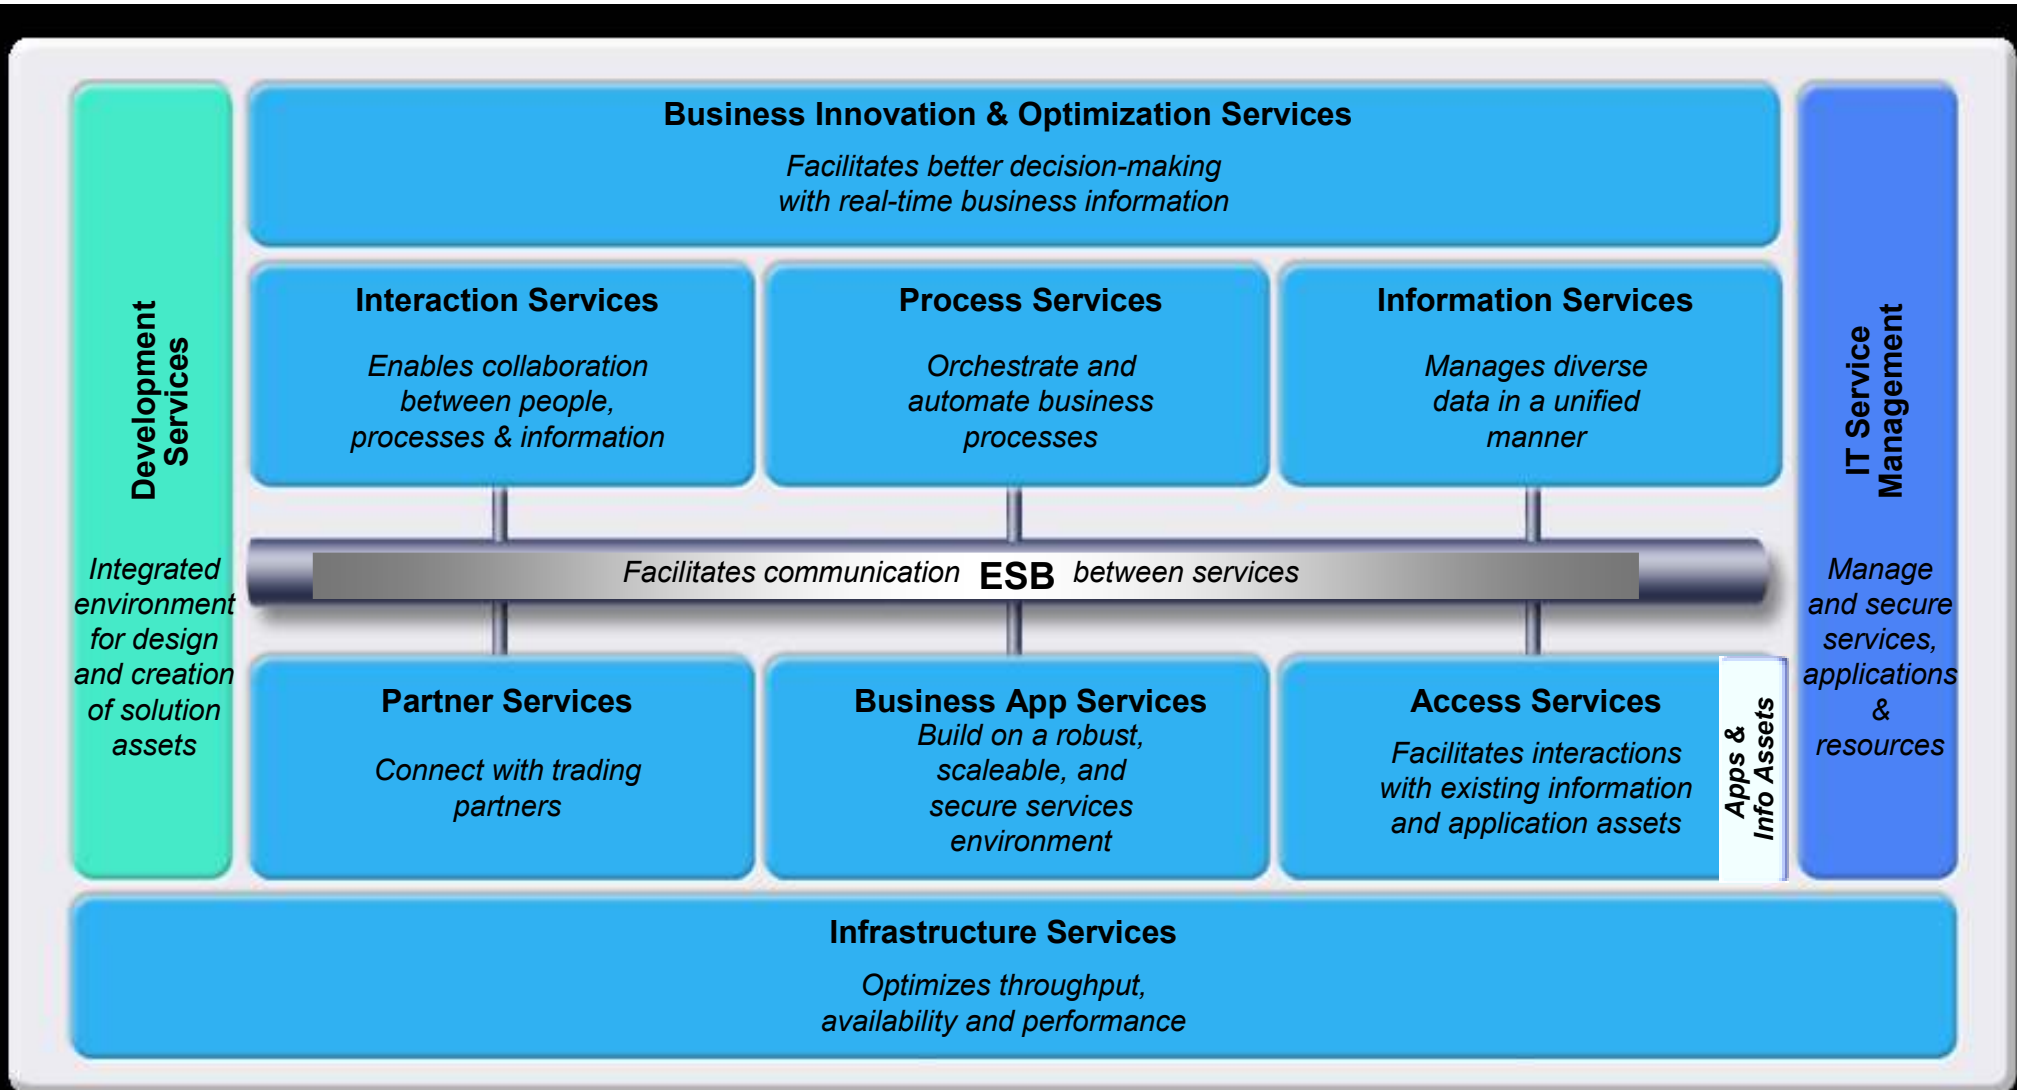 Business Innovation & Optimization Services
Facilitates better decision-making
with real-time business information
Development
Services
Integrated
environment
for design
and creation
of solution
assets
Interaction Services
Enables collaboration
between people,
processes & information
Process Services
Orchestrate and
automate business
processes
Information Services
Manages diverse
data in a unified
manner
IT Service
Management
Manage
and secure
services,
applications
&
resources
Facilitates communication ESB between services
Partner Services
Connect with trading
partners
Business App Services
Build on a robust,
scaleable, and
secure services
environment
Access Services
Facilitates interactions
with existing information
and application assets
Apps &
Info Assets
Infrastructure Services
Optimizes throughput,
availability and performance